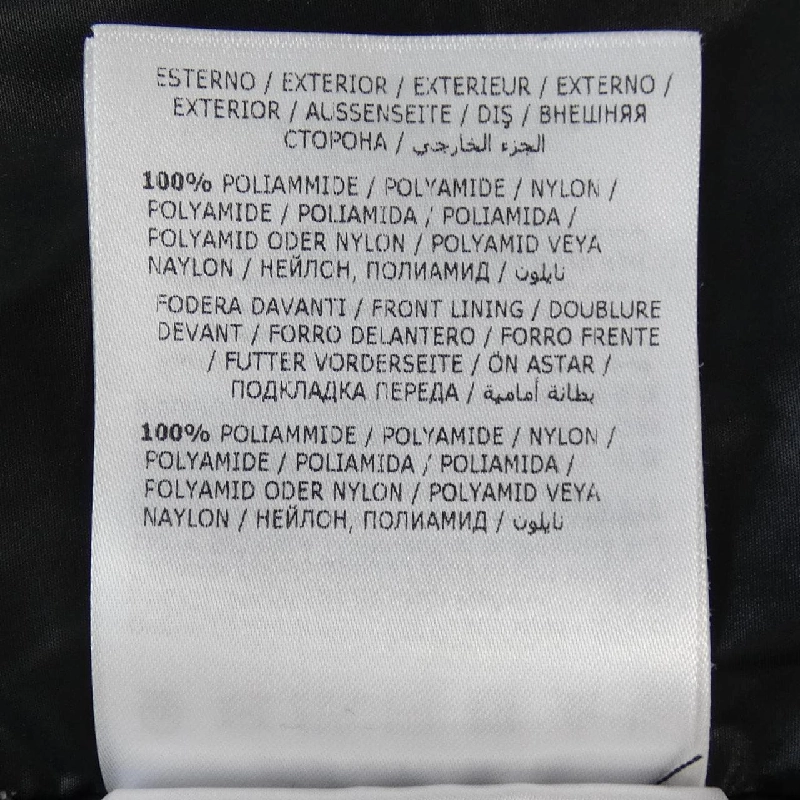 ESTERNO / EXTERIOR / EXTERIEUR / EXTERNO /
EXTERIOR / AUSSENSEITE / DIŞ / ВНЕШНЯЯ
СТОРОНА / الجزء الخارجي
100% POLIAMMIDE / POLYAMIDE / NYLON /
POLYAMIDE / POLIAMIDA / POLIAMIDA /
POLYAMID ODER NYLON / POLYAMID VEYA
NAYLON / НЕЙЛОН, ПОЛИАМИД / نايلون
FODERA DAVANTI / FRONT LINING / DOUBLURE
DEVANT / FORRO DELANTERO / FORRO FRENTE
/ FUTTER VORDERSEITE / ÖN ASTAR /
ПОДКЛАДКА ПЕРЕДА / بطانة أمامية
100% POLIAMMIDE / POLYAMIDE / NYLON /
POLYAMIDE / POLIAMIDA / POLIAMIDA /
POLYAMID ODER NYLON / POLYAMID VEYA
NAYLON / НЕЙЛОН, ПОЛИАМИД / نايلون